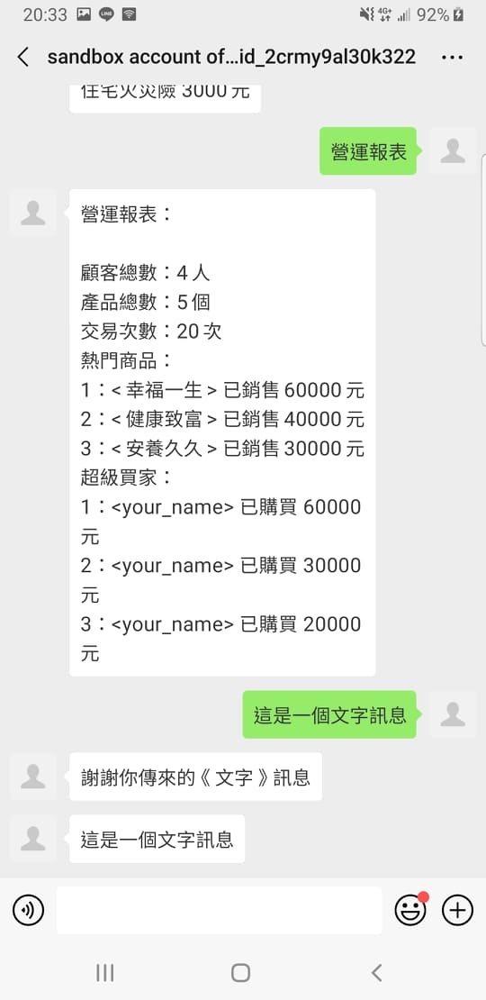 20:33
LINE
4G+
92%
sandbox account of...id_2crmy9al30k322
住宅火災險 3000 元
營運報表
營運報表：
顧客總數：4 人
產品總數：5 個
交易次數：20 次
熱門商品：
1：< 幸福一生 > 已銷售 60000 元
2：< 健康致富 > 已銷售 40000 元
3：< 安養久久 > 已銷售 30000 元
超級買家：
1：<your_name> 已購買 60000
元
2：<your_name> 已購買 30000
元
3：<your_name> 已購買 20000
元
這是一個文字訊息
謝謝你傳來的《 文字 》訊息
這是一個文字訊息